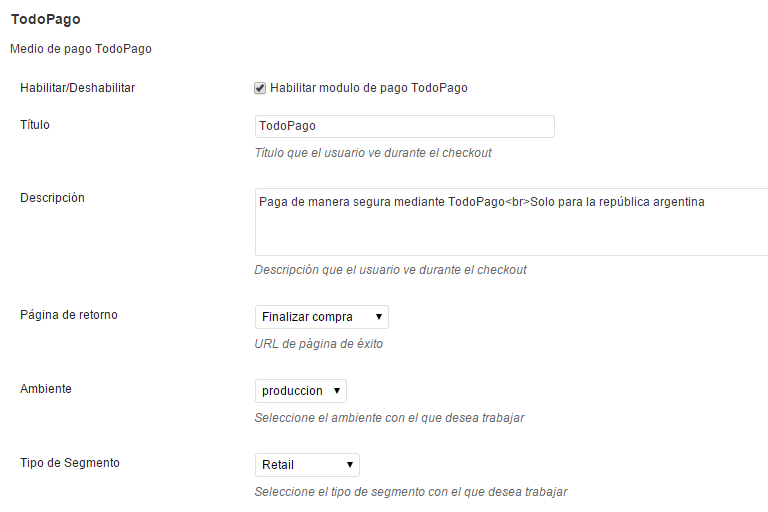 TodoPago
Medio de pago TodoPago
Habilitar/Deshabilitar
Habilitar modulo de pago TodoPago
Título
TodoPago
Título que el usuario ve durante el checkout
Descripción
Paga de manera segura mediante TodoPago<br>Solo para la república argentina
Descripción que el usuario ve durante el checkout
Página de retorno
Finalizar compra
URL de página de éxito
Ambiente
produccion
Seleccione el ambiente con el que desea trabajar
Tipo de Segmento
Retail
Seleccione el tipo de segmento con el que desea trabajar